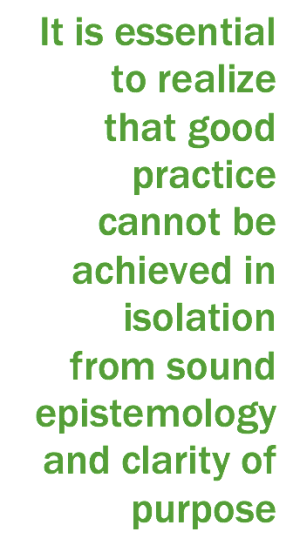 It is essential
to realize
that good
practice
cannot be
achieved in
isolation
from sound
epistemology
and clarity of
purpose